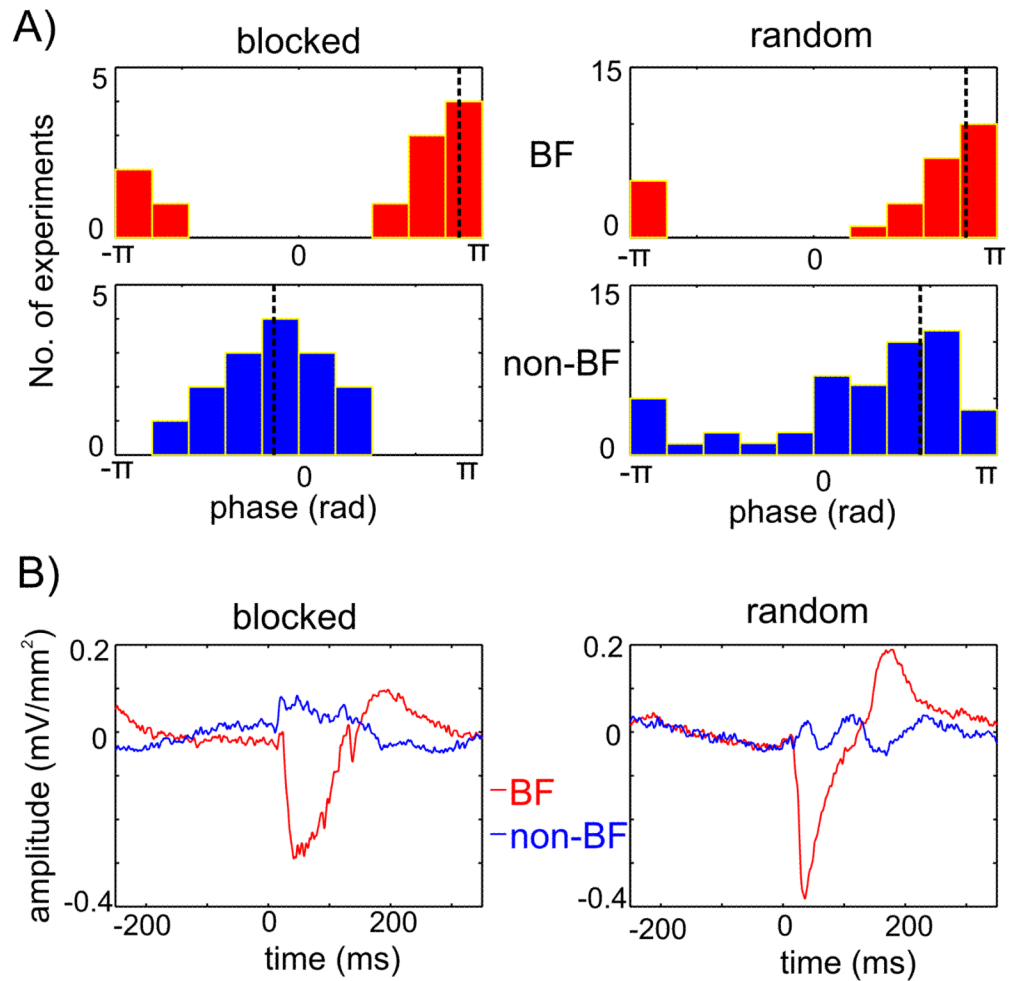 A)
blocked
random
No. of experiments
5
0
-π
0
π
BF
15
0
-π
0
π
5
0
-π
0
π
phase (rad)
non-BF
15
0
-π
0
π
phase (rad)
B)
blocked
random
amplitude (mV/mm²)
0.2
0
-0.4
-200
0
200
time (ms)
BF
non-BF
0.2
0
-0.4
-200
0
200
time (ms)